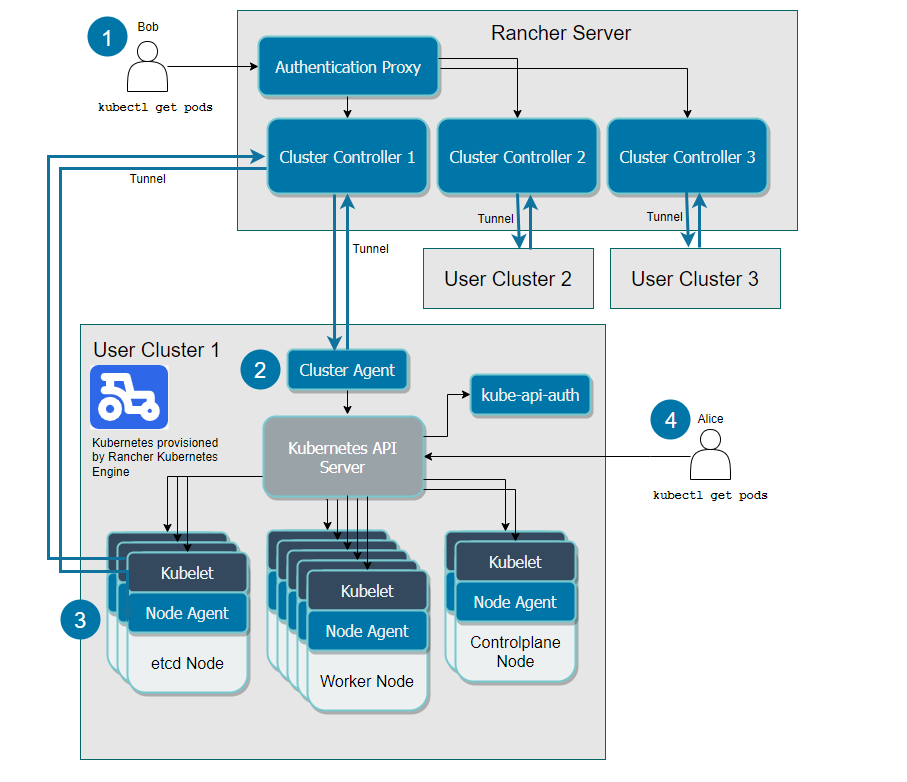 1
Bob
kubectl get pods
Rancher Server
Authentication Proxy
Cluster Controller 1
Cluster Controller 2
Cluster Controller 3
Tunnel
Tunnel
Tunnel
Tunnel
User Cluster 2
User Cluster 3
User Cluster 1
2
Cluster Agent
kube-api-auth
4
Alice
kubectl get pods
Kubernetes provisioned
by Rancher Kubernetes
Engine
Kubernetes API
Server
3
Kubelet
Node Agent
etcd Node
Kubelet
Node Agent
Worker Node
Kubelet
Node Agent
Controlplane
Node